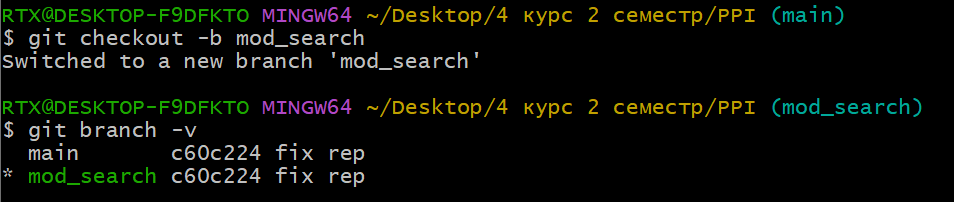 RTX@DESKTOP-F9DFKTO MINGW64 ~/Desktop/4 курс 2 семестр/PPI (main)
$ git checkout -b mod_search
Switched to a new branch 'mod_search'
RTX@DESKTOP-F9DFKTO MINGW64 ~/Desktop/4 курс 2 семестр/PPI (mod_search)
$ git branch -v
  main       c60c224 fix rep
* mod_search c60c224 fix rep